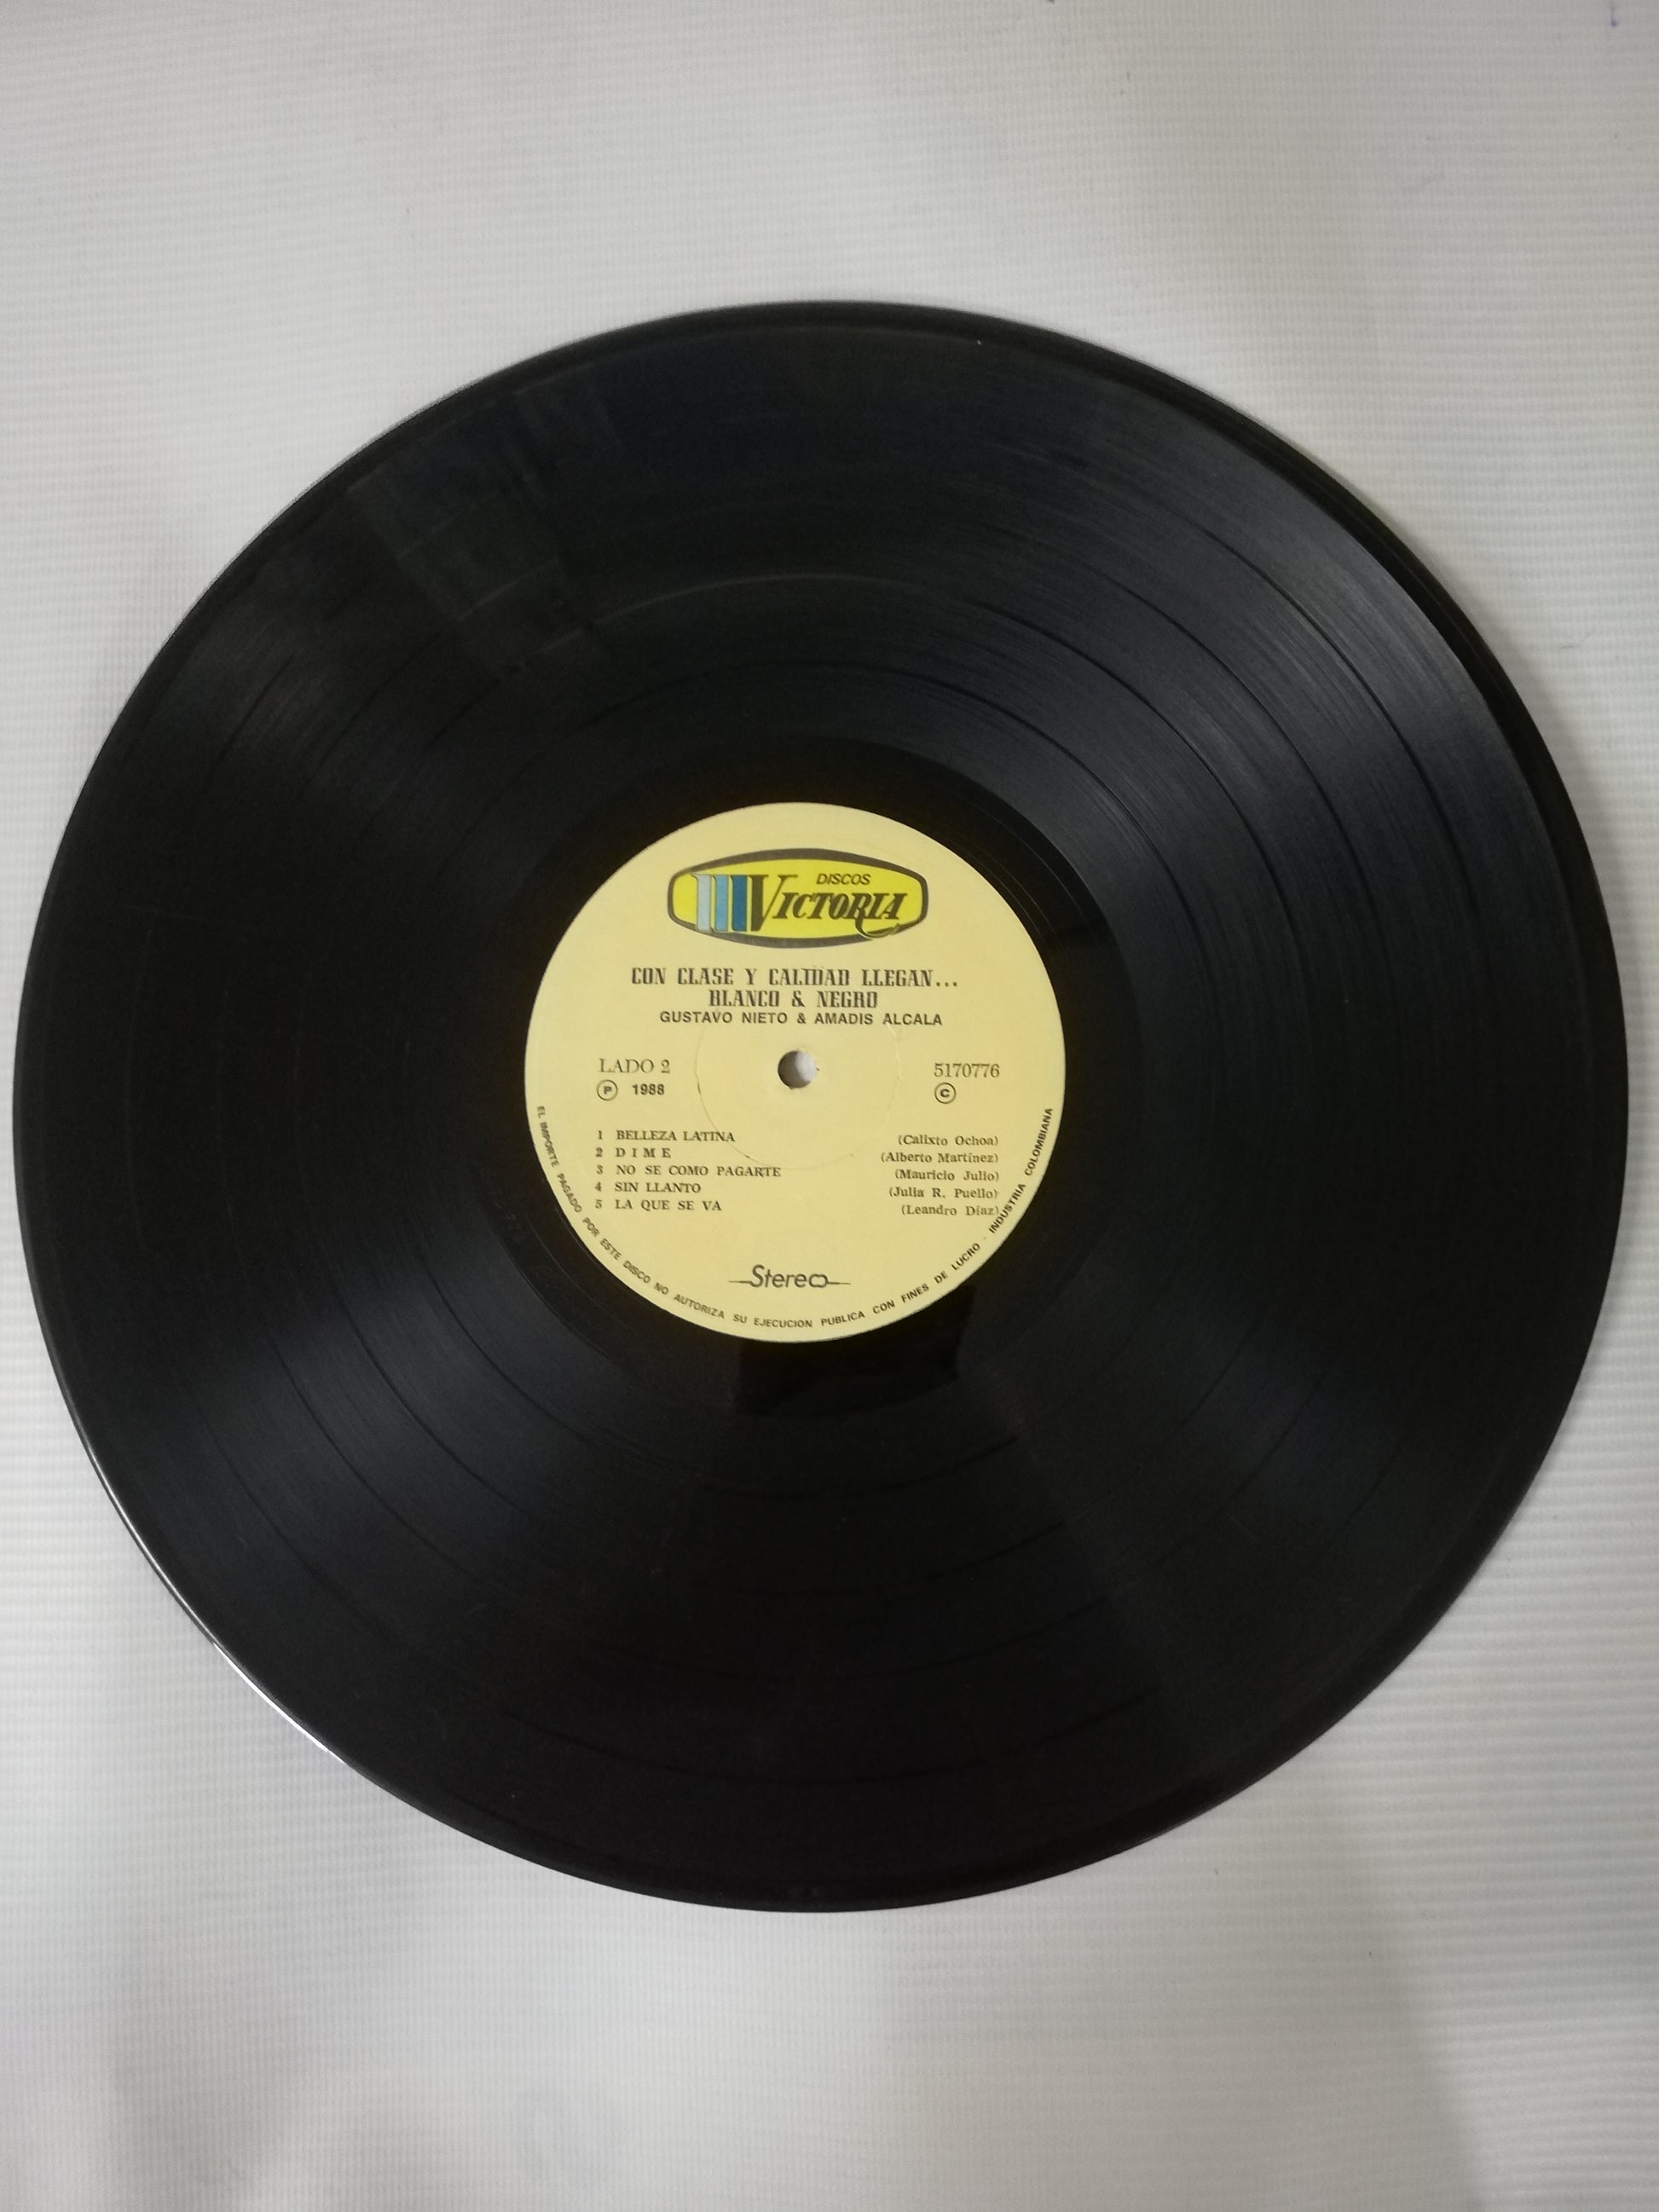 DISCOS
VICTORIA
CON CLASE Y CALIDAD LLEGAN...
BLANCO & NEGRO
GUSTAVO NIETO & AMADIS ALCALA
LADO 2 5170776
Ⓟ 1988 ©
1 BELLEZA LATINA (Calixto Ochoa)
2 D I M E (Alberto Martínez)
3 NO SE COMO PAGARTE (Mauricio Julio)
4 SIN LLANTO (Julia R. Puello)
5 LA QUE SE VA (Leandro Díaz)
Stereo
EL IMPORTE PAGADO POR ESTE DISCO NO AUTORIZA SU EJECUCION PUBLICA CON FINES DE LUCRO - INDUSTRIA COLOMBIANA